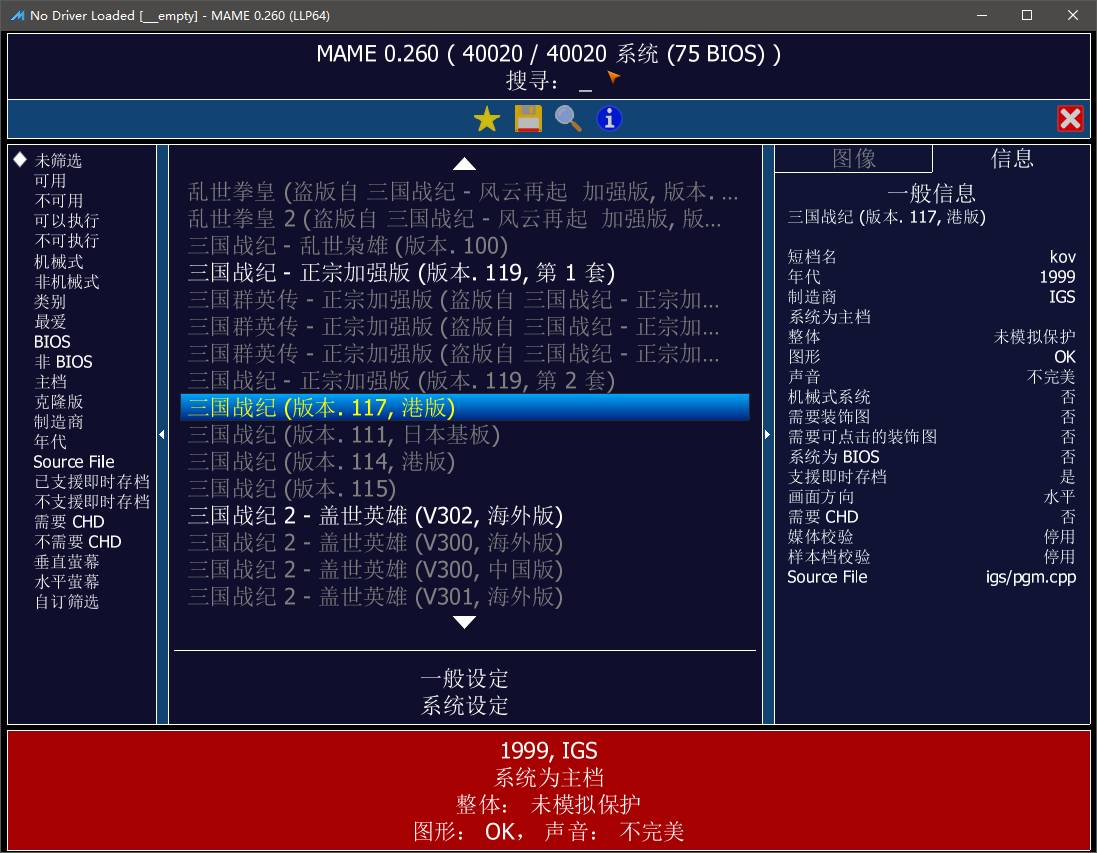 No Driver Loaded [__empty] - MAME 0.260 (LLP64)
MAME 0.260 ( 40020 / 40020 系统 (75 BIOS) )
搜寻： _
未筛选
可用
不可用
可以执行
不可执行
机械式
非机械式
类别
最爱
BIOS
非 BIOS
主档
克隆版
制造商
年代
Source File
已支援即时存档
不支援即时存档
需要 CHD
不需要 CHD
垂直萤幕
水平萤幕
自订筛选
乱世拳皇 (盗版自 三国战纪 - 风云再起 加强版, 版本. ...
乱世拳皇 2 (盗版自 三国战纪 - 风云再起 加强版, 版...
三国战纪 - 乱世枭雄 (版本. 100)
三国战纪 - 正宗加强版 (版本. 119, 第 1 套)
三国群英传 - 正宗加强版 (盗版自 三国战纪 - 正宗加...
三国群英传 - 正宗加强版 (盗版自 三国战纪 - 正宗加...
三国群英传 - 正宗加强版 (盗版自 三国战纪 - 正宗加...
三国战纪 - 正宗加强版 (版本. 119, 第 2 套)
三国战纪 (版本. 117, 港版)
三国战纪 (版本. 111, 日本基板)
三国战纪 (版本. 114, 港版)
三国战纪 (版本. 115)
三国战纪 2 - 盖世英雄 (V302, 海外版)
三国战纪 2 - 盖世英雄 (V300, 海外版)
三国战纪 2 - 盖世英雄 (V300, 中国版)
三国战纪 2 - 盖世英雄 (V301, 海外版)
一般设定
系统设定
图像 信息
一般信息
三国战纪 (版本. 117, 港版)
短档名 kov
年代 1999
制造商 IGS
系统为主档
整体 未模拟保护
图形 OK
声音 不完美
机械式系统 否
需要装饰图 否
需要可点击的装饰图 否
系统为 BIOS 否
支援即时存档 是
画面方向 水平
需要 CHD 否
媒体校验 停用
样本档校验 停用
Source File igs/pgm.cpp
1999, IGS
系统为主档
整体： 未模拟保护
图形： OK， 声音： 不完美